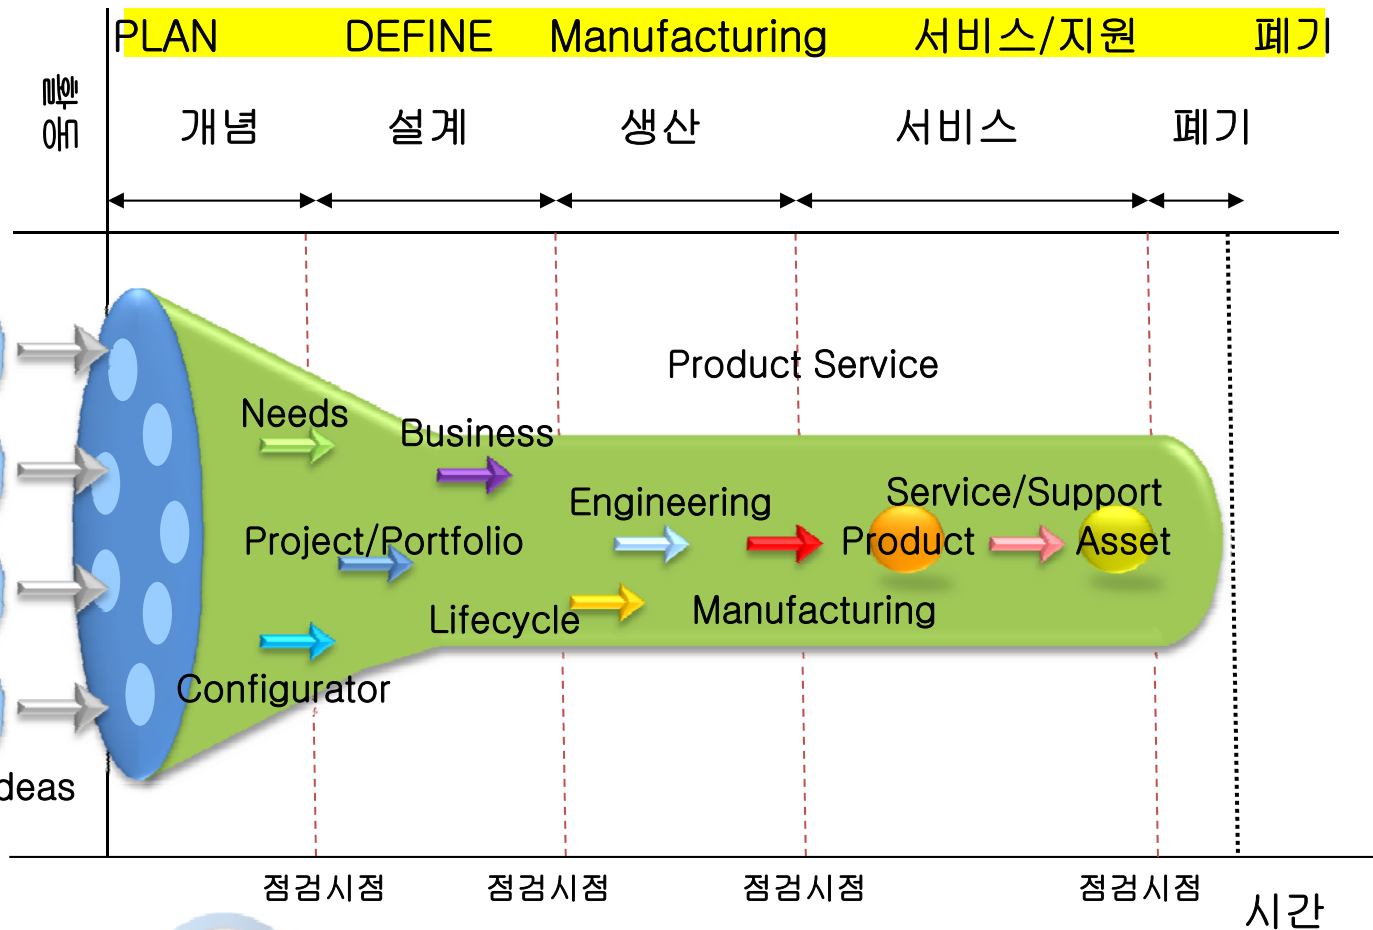 PLAN DEFINE Manufacturing 서비스/지원 폐기
활동
개념 설계 생산 서비스 폐기
Product Service
Needs
Business
Service/Support
Engineering
Project/Portfolio
Product
Asset
Lifecycle
Manufacturing
Configurator
deas
점검시점 점검시점 점검시점 점검시점
시간